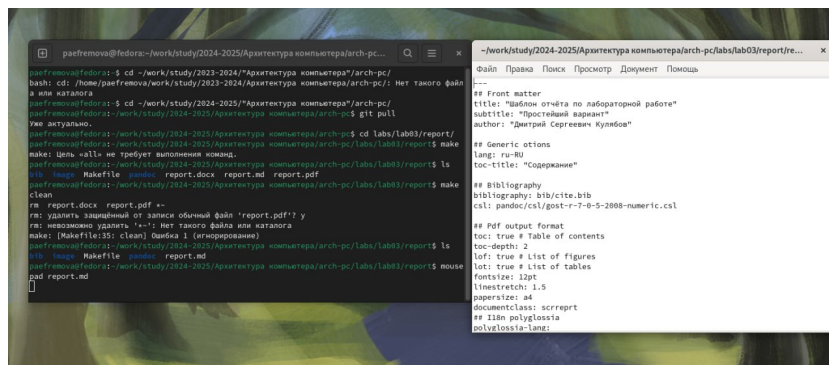 paefremova@fedora:~/work/study/2024-2025/Архитектура компьютера/arch-pc...
paefremova@fedora:~$ cd ~/work/study/2023-2024/"Архитектура компьютера"/arch-pc/
bash: cd: /home/paefremova/work/study/2023-2024/Архитектура компьютера/arch-pc/: Нет такого файл
а или каталога
paefremova@fedora:~$ cd ~/work/study/2024-2025/"Архитектура компьютера"/arch-pc/
paefremova@fedora:~/work/study/2024-2025/Архитектура компьютера/arch-pc$ git pull
Уже актуально.
paefremova@fedora:~/work/study/2024-2025/Архитектура компьютера/arch-pc$ cd labs/lab03/report/
paefremova@fedora:~/work/study/2024-2025/Архитектура компьютера/arch-pc/labs/lab03/report$ make
make: Цель «all» не требует выполнения команд.
paefremova@fedora:~/work/study/2024-2025/Архитектура компьютера/arch-pc/labs/lab03/report$ ls
bib image Makefile pandoc report.docx report.md report.pdf
paefremova@fedora:~/work/study/2024-2025/Архитектура компьютера/arch-pc/labs/lab03/report$ make
clean
rm report.docx report.pdf *~
rm: удалить защищённый от записи обычный файл 'report.pdf'? y
rm: невозможно удалить '*~': Нет такого файла или каталога
make: [Makefile:35: clean] Ошибка 1 (игнорирование)
paefremova@fedora:~/work/study/2024-2025/Архитектура компьютера/arch-pc/labs/lab03/report$ ls
bib image Makefile pandoc report.md
paefremova@fedora:~/work/study/2024-2025/Архитектура компьютера/arch-pc/labs/lab03/report$ mouse
pad report.md
~/work/study/2024-2025/Архитектура компьютера/arch-pc/labs/lab03/report/re...
Файл Правка Поиск Просмотр Документ Помощь
---
## Front matter
title: "Шаблон отчёта по лабораторной работе"
subtitle: "Простейший вариант"
author: "Дмитрий Сергеевич Кулябов"
## Generic otions
lang: ru-RU
toc-title: "Содержание"
## Bibliography
bibliography: bib/cite.bib
csl: pandoc/csl/gost-r-7-0-5-2008-numeric.csl
## Pdf output format
toc: true # Table of contents
toc-depth: 2
lof: true # List of figures
lot: true # List of tables
fontsize: 12pt
linestretch: 1.5
papersize: a4
documentclass: scrreprt
## I18n polyglossia
polyglossia-lang: